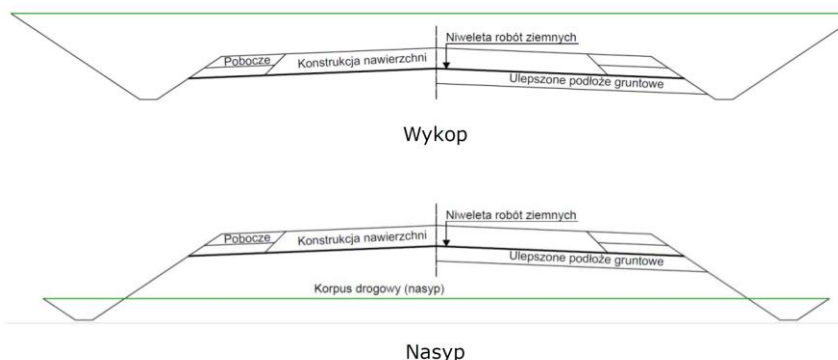 Niweleta robót ziemnych
Pobocze
Konstrukcja nawierzchni
Ulepszone podłoże gruntowe
Wykop
Niweleta robót ziemnych
Pobocze
Konstrukcja nawierzchni
Ulepszone podłoże gruntowe
Korpus drogowy (nasyp)
Nasyp